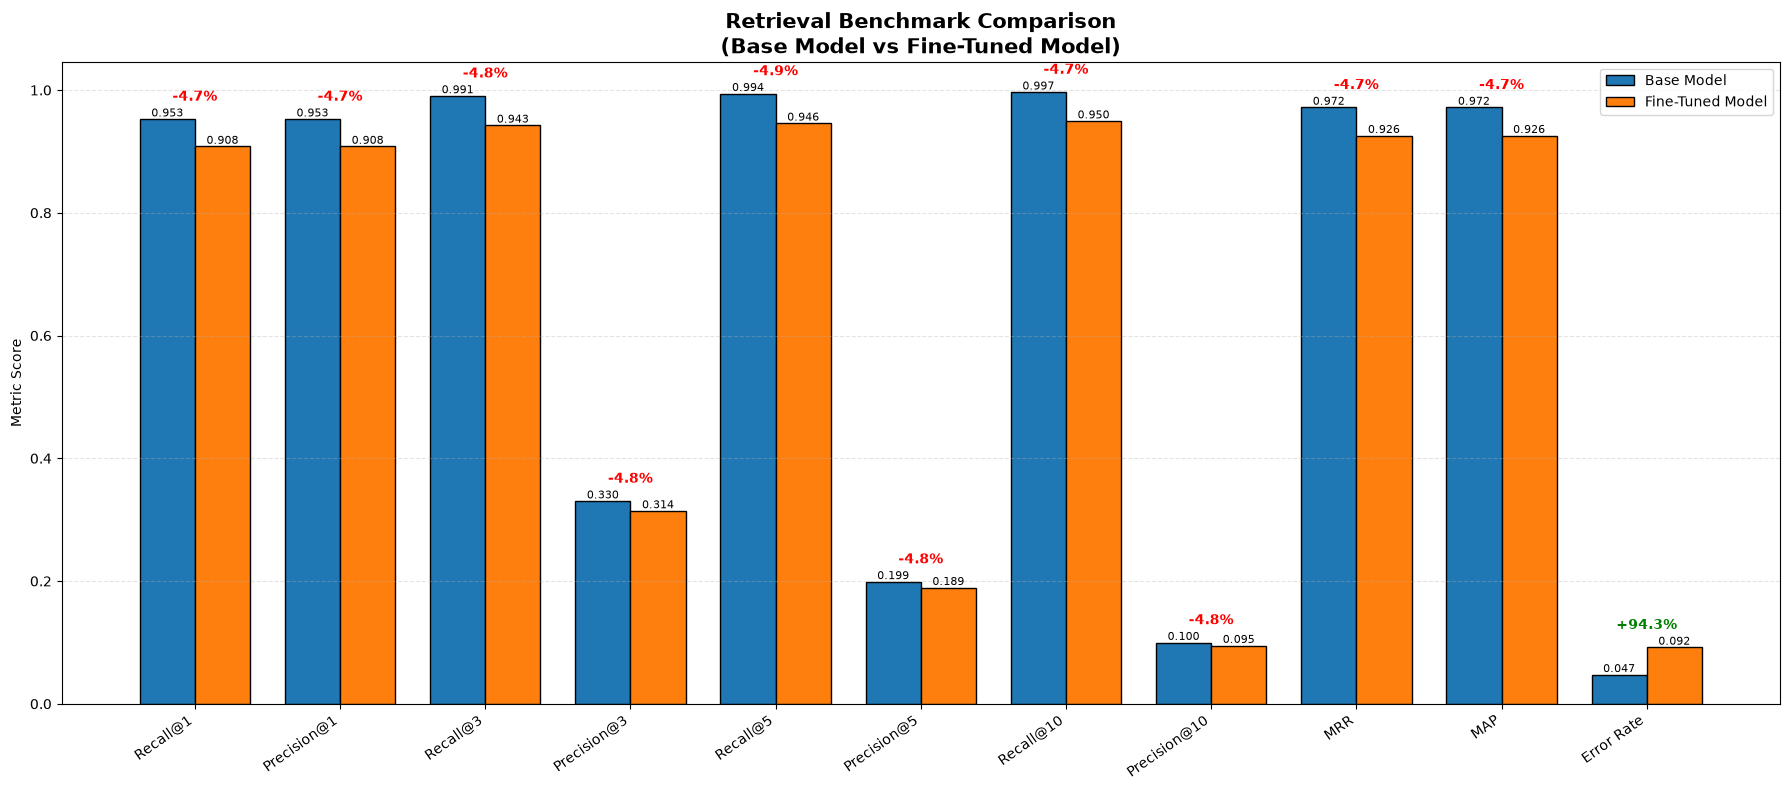 Retrieval Benchmark Comparison
(Base Model vs Fine-Tuned Model)
Base Model
Fine-Tuned Model
Metric Score
1.0
0.8
0.6
0.4
0.2
0.0
-4.7%
0.953
0.908
-4.7%
0.953
0.908
-4.8%
0.991
0.943
-4.8%
0.330
0.314
-4.9%
0.994
0.946
-4.8%
0.199
0.189
-4.7%
0.997
0.950
-4.8%
0.100
0.095
-4.7%
0.972
0.926
-4.7%
0.972
0.926
+94.3%
0.047
0.092
Recall@1
Precision@1
Recall@3
Precision@3
Recall@5
Precision@5
Recall@10
Precision@10
MRR
MAP
Error Rate